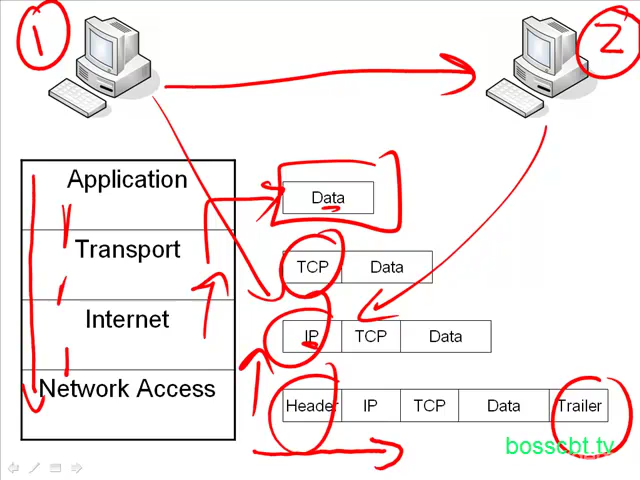 1 2
Application
Data
Transport
TCP Data
Internet
IP TCP Data
Network Access
Header IP TCP Data Trailer
bosscbt.tv